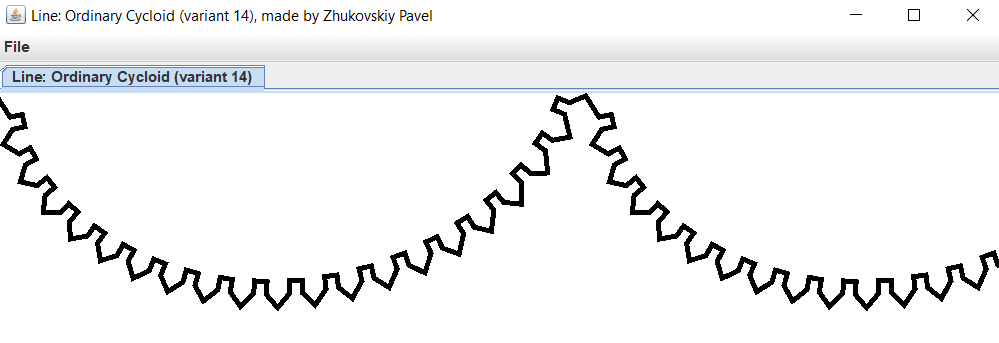 Line: Ordinary Cycloid (variant 14), made by Zhukovskiy Pavel
File
Line: Ordinary Cycloid (variant 14)